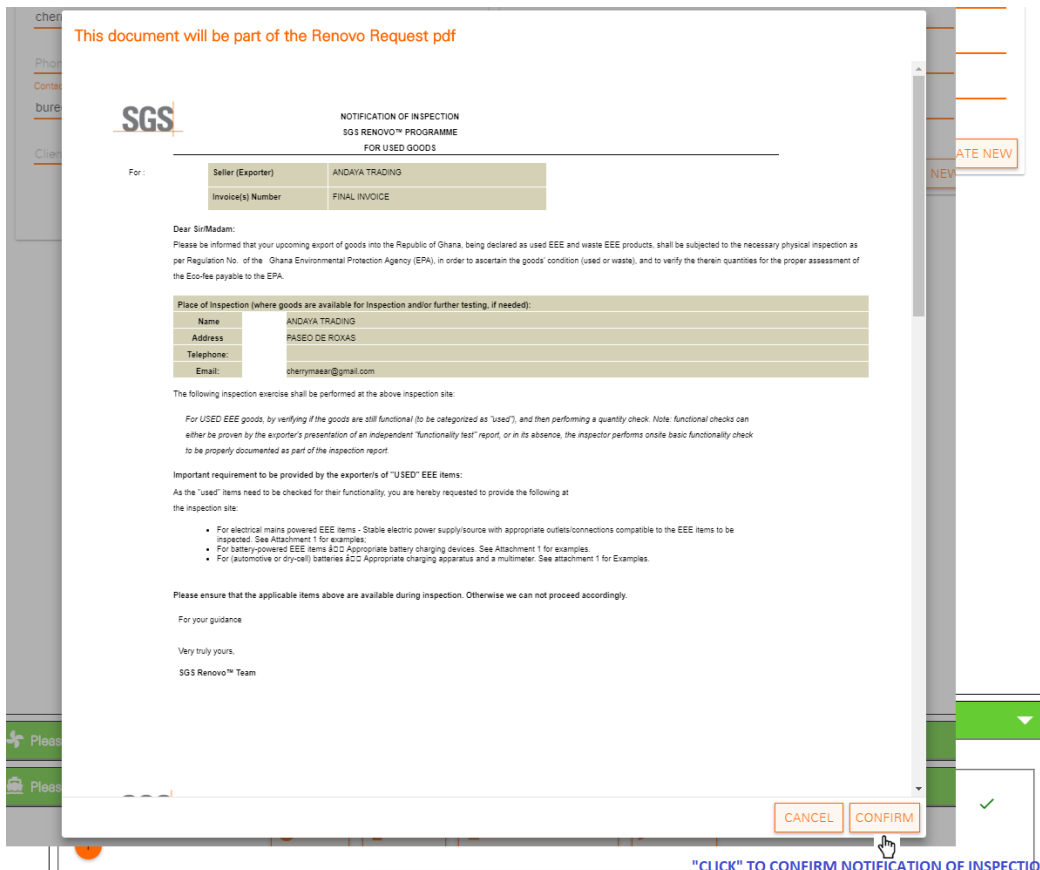 cher
This document will be part of the Renovo Request pdf
Phon
Contac
bure
SGS
NOTIFICATION OF INSPECTION
SGS RENOVO™ PROGRAMME
FOR USED GOODS
Clien
ATE NEW
NEW
For :
Seller (Exporter) ANDAYA TRADING
Invoice(s) Number FINAL INVOICE
Dear Sir/Madam:
Please be informed that your upcoming export of goods into the Republic of Ghana, being declared as used EEE and waste EEE products, shall be subjected to the necessary physical inspection as
per Regulation No. of the Ghana Environmental Protection Agency (EPA), in order to ascertain the goods' condition (used or waste), and to verify the therein quantities for the proper assessment of
the Eco-fee payable to the EPA.
Place of Inspection (where goods are available for Inspection and/or further testing, if needed):
Name ANDAYA TRADING
Address PASEO DE ROXAS
Telephone:
Email: cherrymaear@gmail.com
The following inspection exercise shall be performed at the above inspection site:
For USED EEE goods, by verifying if the goods are still functional (to be categorized as "used"), and then performing a quantity check. Note: functional checks can
either be proven by the exporter's presentation of an independent "functionality test" report, or in its absence, the inspector performs onsite basic functionality check
to be properly documented as part of the inspection report.
Important requirement to be provided by the exporter/s of "USED" EEE items:
As the "used" items need to be checked for their functionality, you are hereby requested to provide the following at
the inspection site:
• For electrical mains powered EEE items - Stable electric power supply/source with appropriate outlets/connections compatible to the EEE items to be
inspected. See Attachment 1 for examples;
• For battery-powered EEE items â Appropriate battery charging devices. See Attachment 1 for examples.
• For (automotive or dry-cell) batteries â Appropriate charging apparatus and a multimeter. See attachment 1 for Examples.
Please ensure that the applicable items above are available during inspection. Otherwise we can not proceed accordingly.
For your guidance
Very truly yours,
SGS Renovo™ Team
Pleas
Pleas
CANCEL CONFIRM
"CLICK" TO CONFIRM NOTIFICATION OF INSPECTIO